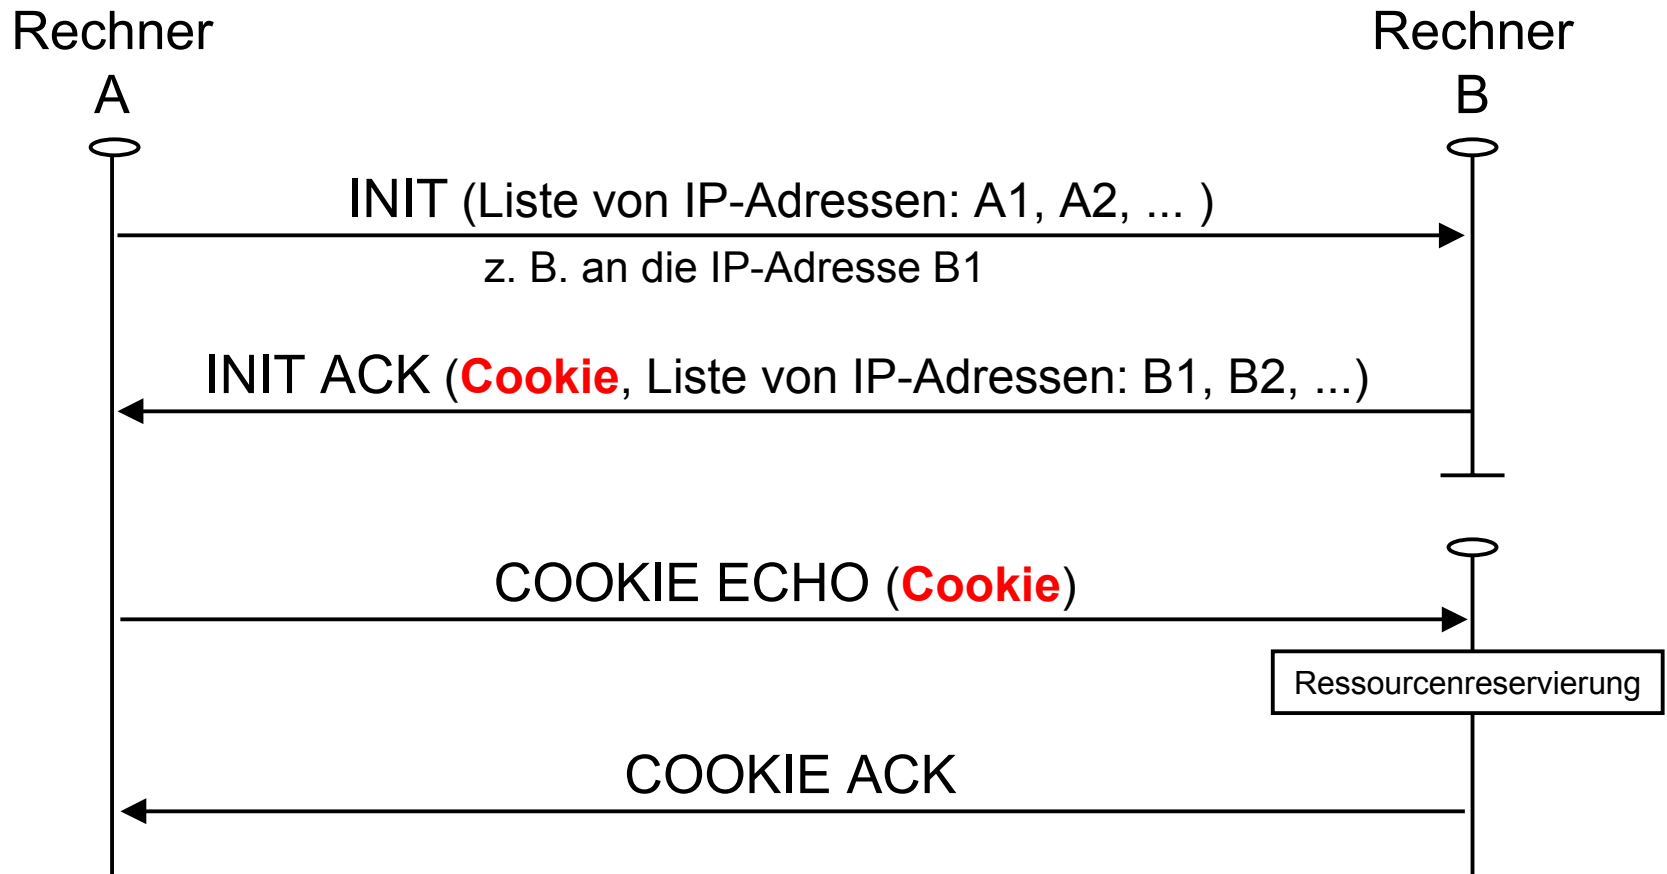 Rechner
A
Rechner
B
INIT (Liste von IP-Adressen: A1, A2, ... )
z. B. an die IP-Adresse B1
INIT ACK (Cookie, Liste von IP-Adressen: B1, B2, ...)
COOKIE ECHO (Cookie)
Ressourcenreservierung
COOKIE ACK